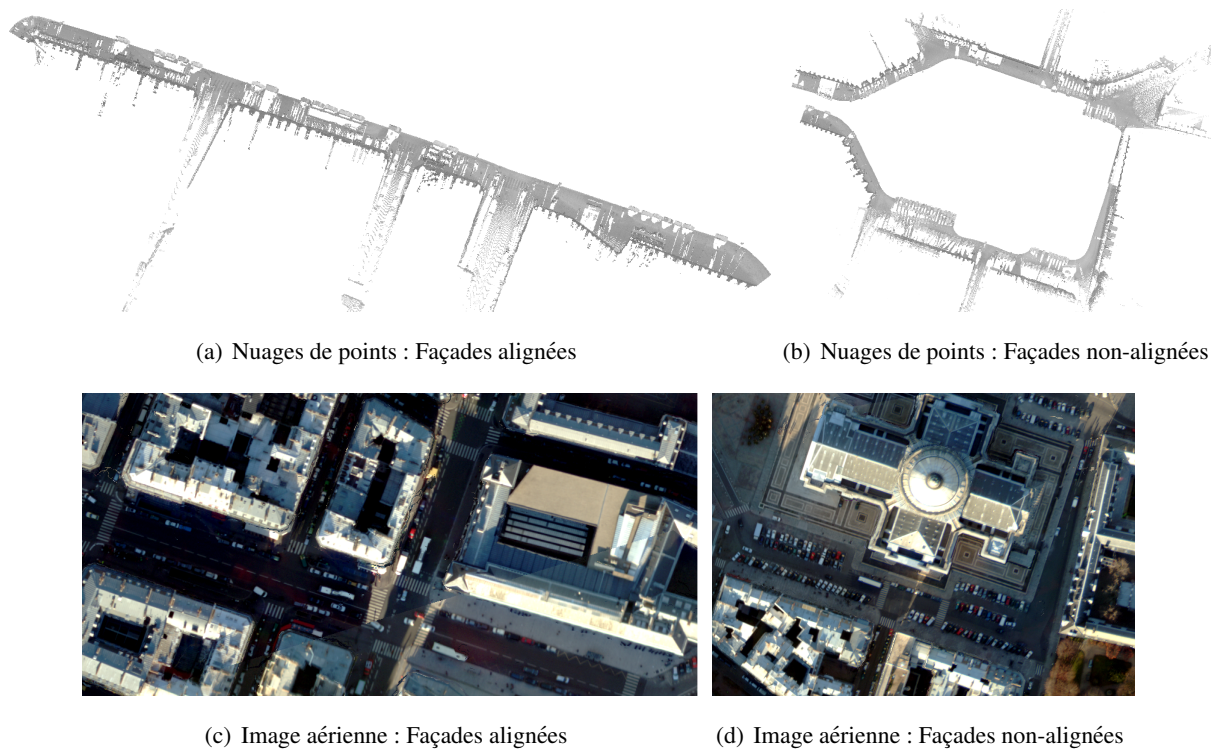 (a) Nuages de points : Façades alignées
(b) Nuages de points : Façades non-alignées
(c) Image aérienne : Façades alignées
(d) Image aérienne : Façades non-alignées